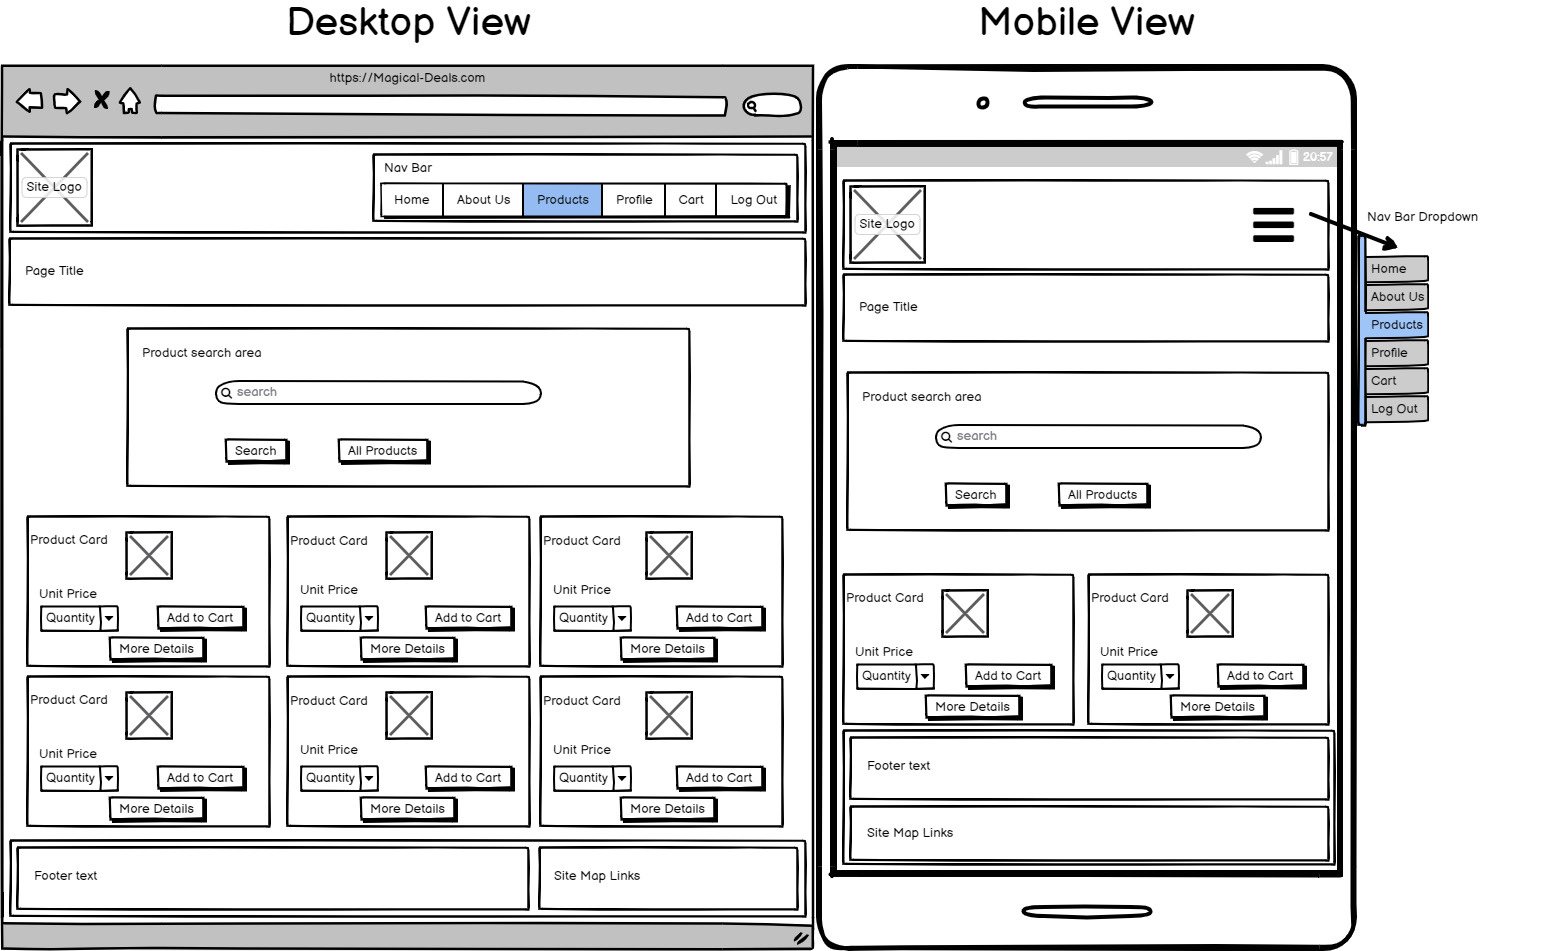 Desktop View
https://Magical-Deals.com
Site Logo
Nav Bar
Home About Us Products Profile Cart Log Out
Page Title
Product search area
search
Search All Products
Product Card Product Card Product Card
Unit Price Unit Price Unit Price
Quantity Add to Cart Quantity Add to Cart Quantity Add to Cart
More Details More Details More Details
Product Card Product Card Product Card
Unit Price Unit Price Unit Price
Quantity Add to Cart Quantity Add to Cart Quantity Add to Cart
More Details More Details More Details
Footer text Site Map Links
Mobile View
20:57
Site Logo
Nav Bar Dropdown
Home
About Us
Products
Profile
Cart
Log Out
Page Title
Product search area
search
Search All Products
Product Card Product Card
Unit Price Unit Price
Quantity Add to Cart Quantity Add to Cart
More Details More Details
Footer text
Site Map Links